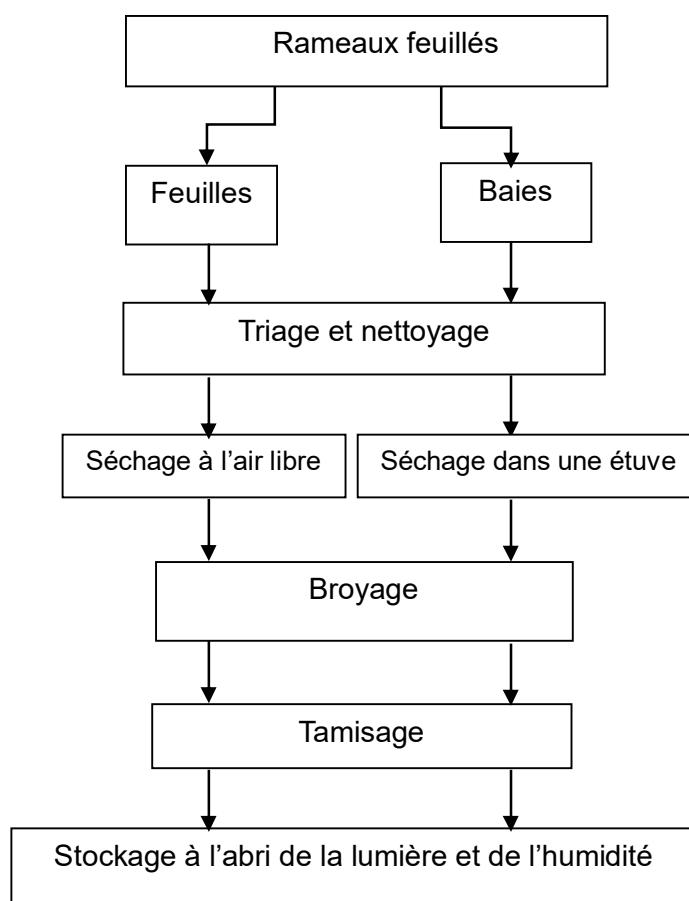 Rameaux feuillés
Feuilles
Baies
Triage et nettoyage
Séchage à l’air libre
Séchage dans une étuve
Broyage
Tamisage
Stockage à l’abri de la lumière et de l’humidité